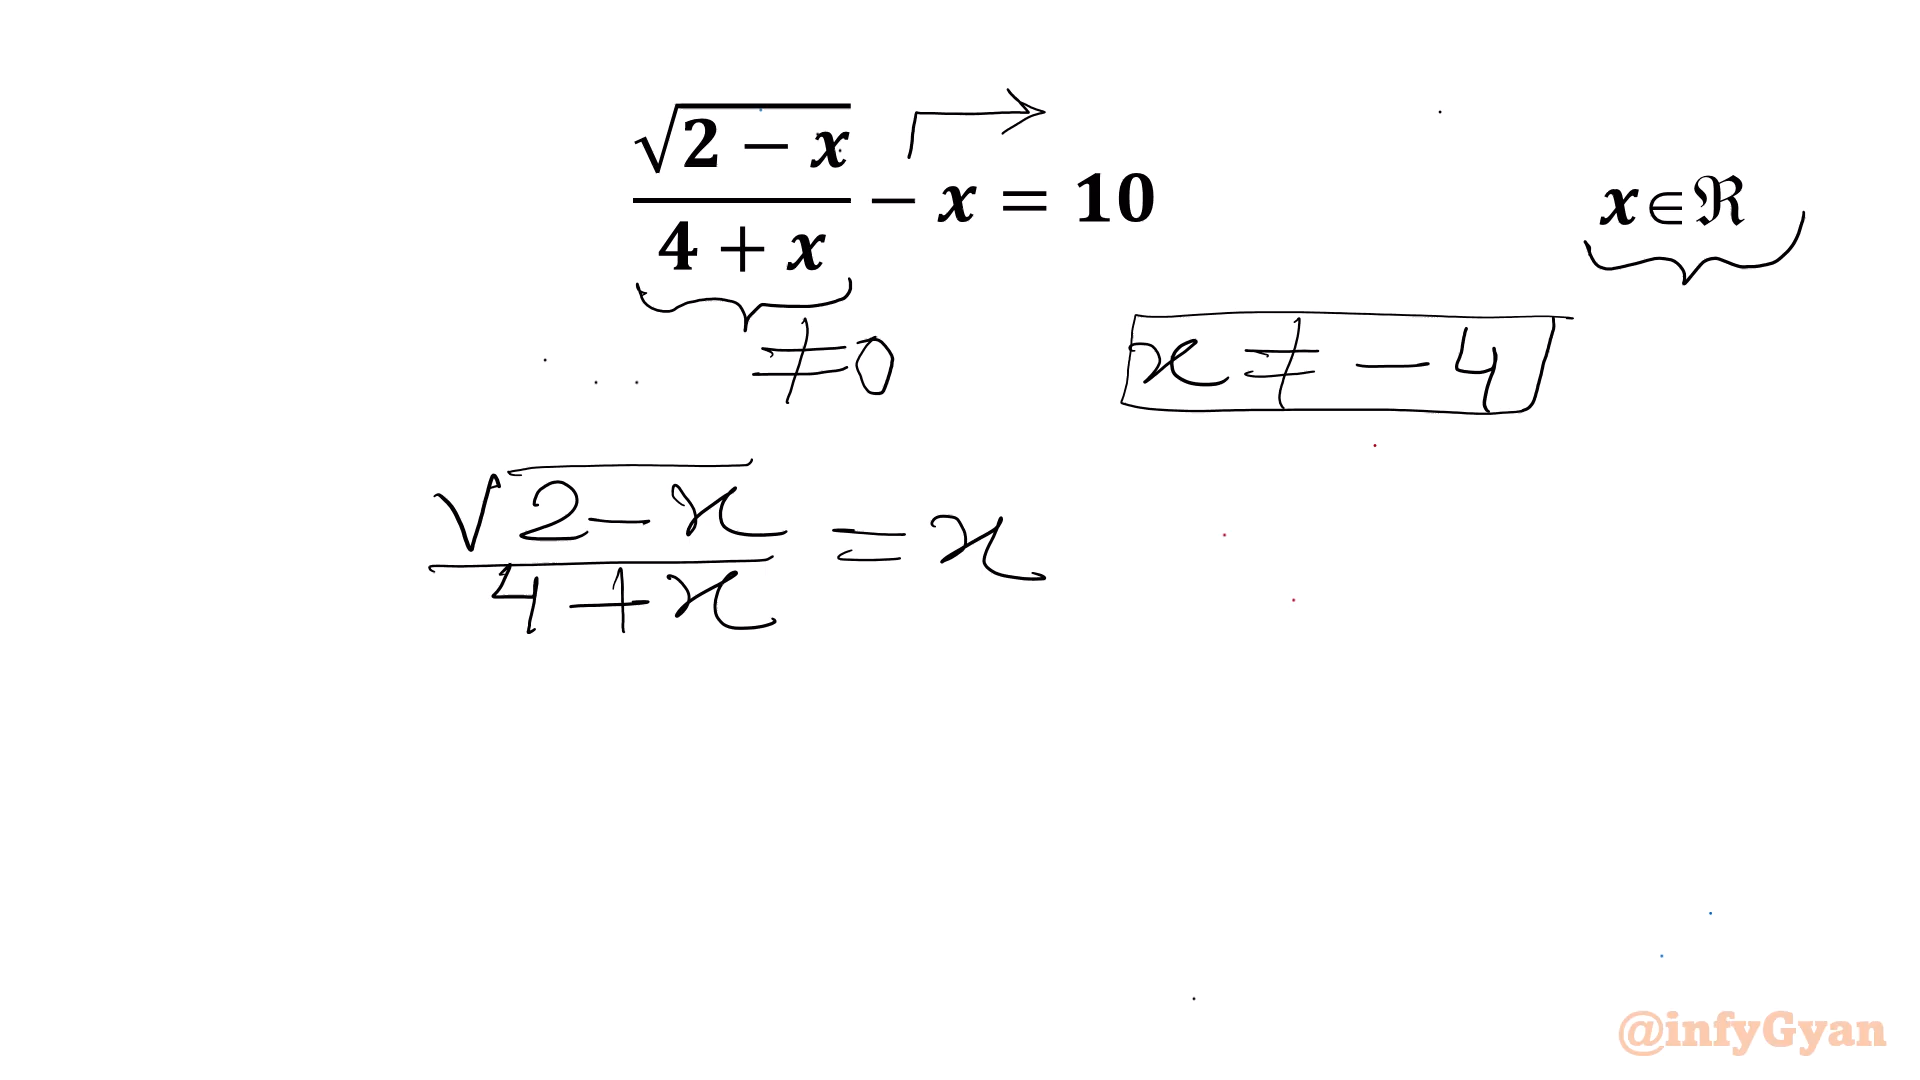 √(2 − x)/(4 + x) − x = 10
x ∈ ℜ
≠ 0
x ≠ − 4
√(2 − x)/(4 + x) = x
@infyGyan